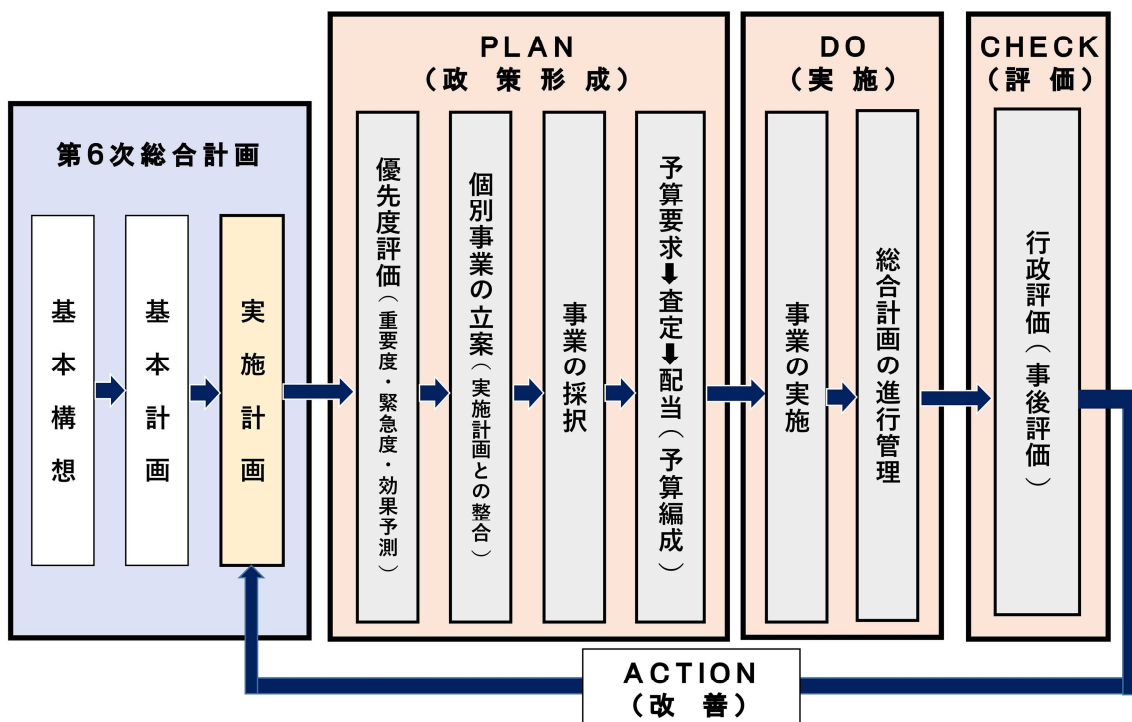 第6次総合計画
基本構想
基本計画
実施計画
PLAN
（政 策 形 成）
優先度評価（重要度・緊急度・効果予測）
個別事業の立案（実施計画との整合）
事業の採択
予算要求➡査定➡配当（予算編成）
DO
（実 施）
事業の実施
総合計画の進行管理
CHECK
（評 価）
行政評価（事後評価）
ACTION
（改 善）